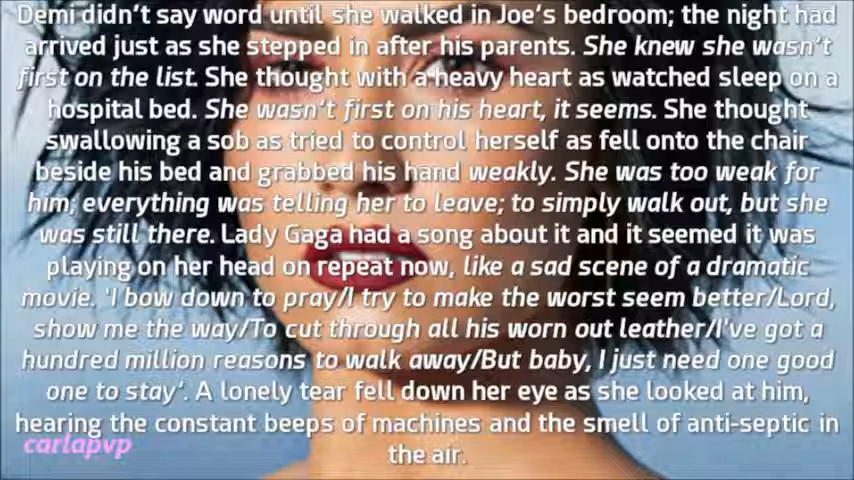 Demi didn't say word until she walked in Joe's bedroom; the night had
arrived just as she stepped in after his parents. She knew she wasn't
first on the list. She thought with a heavy heart as watched sleep on a
hospital bed. She wasn't first on his heart, it seems. She thought
swallowing a sob as tried to control herself as fell onto the chair
beside his bed and grabbed his hand weakly. She was too weak for
him; everything was telling her to leave; to simply walk out, but she
was still there. Lady Gaga had a song about it and it seemed it was
playing on her head on repeat now, like a sad scene of a dramatic
movie. 'I bow down to pray/I try to make the worst seem better/Lord,
show me the way/To cut through all his worn out leather/I've got a
hundred million reasons to walk away/But baby, I just need one good
one to stay'. A lonely tear fell down her eye as she looked at him,
hearing the constant beeps of machines and the smell of anti-septic in
the air.
carlapvp